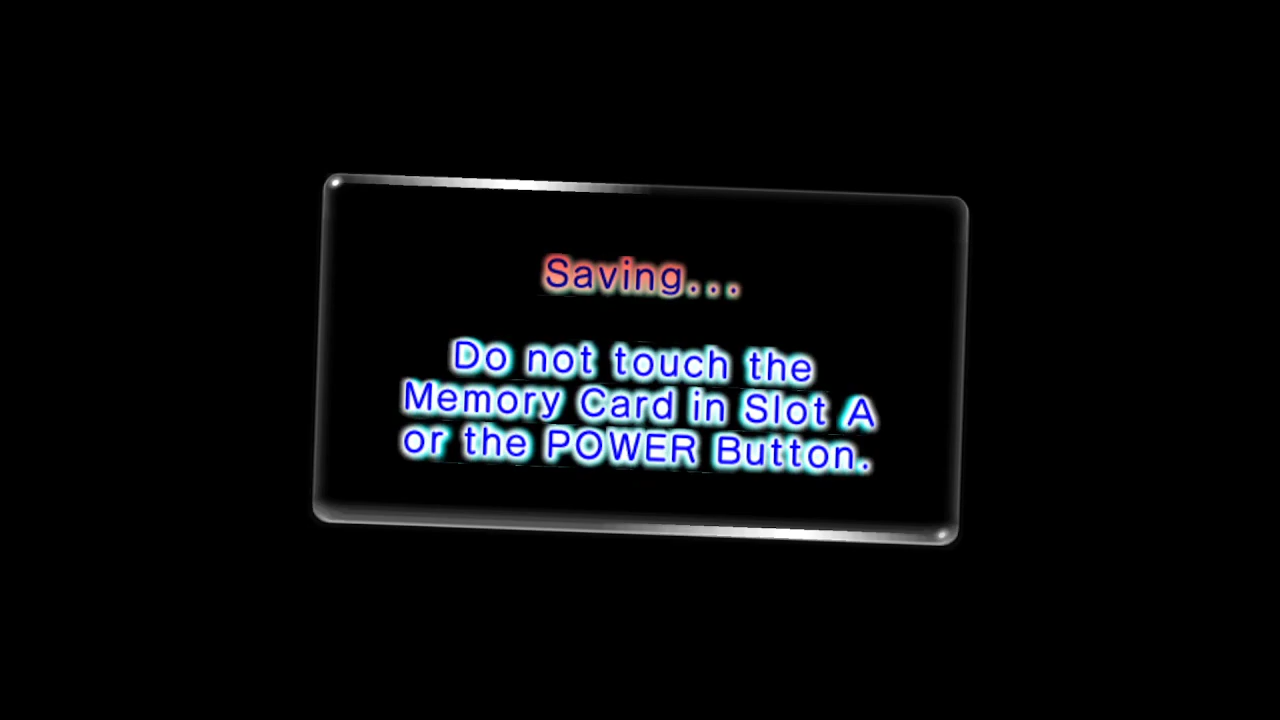 Saving...
Do not touch the
Memory Card in Slot A
or the POWER Button.